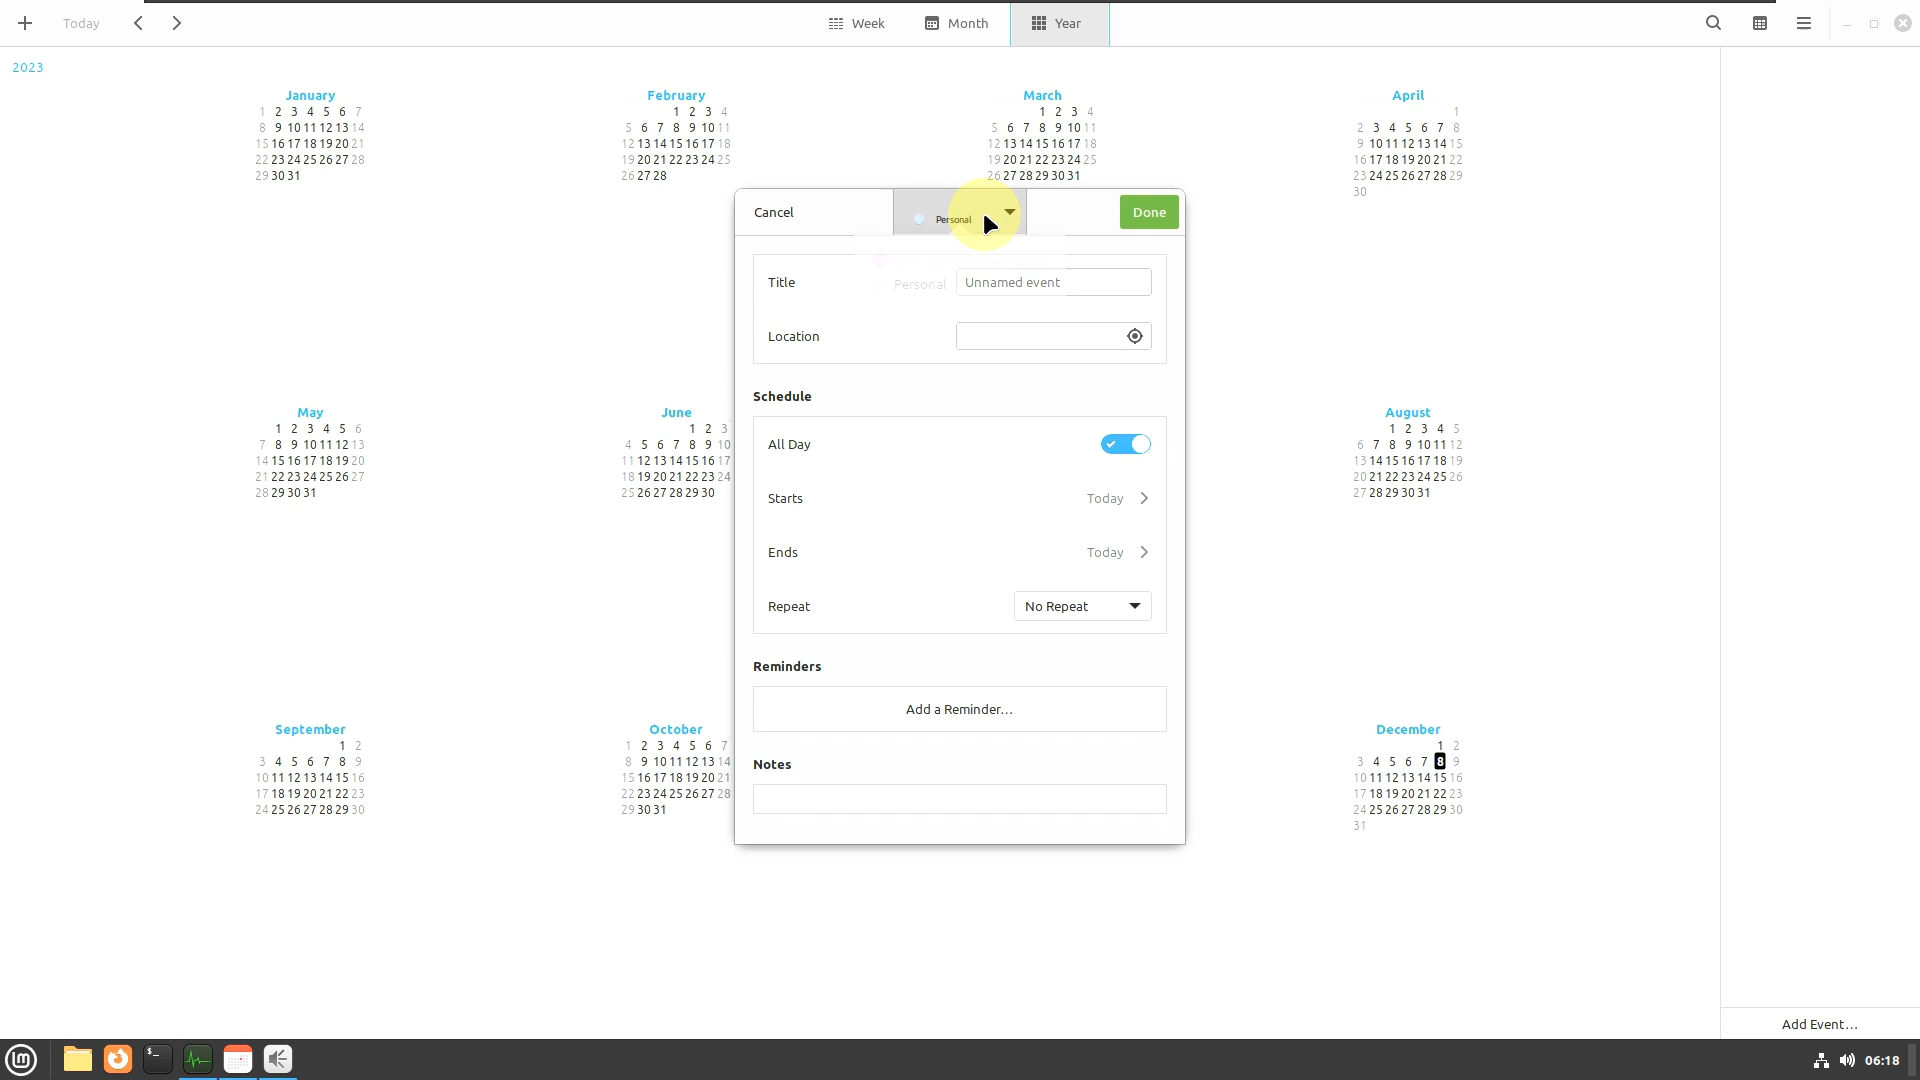 Today
Week
Month
Year
2023
January
1 2 3 4 5 6 7
8 9 10 11 12 13 14
15 16 17 18 19 20 21
22 23 24 25 26 27 28
29 30 31
February
1 2 3 4
5 6 7 8 9 10 11
12 13 14 15 16 17 18
19 20 21 22 23 24 25
26 27 28
March
1 2 3 4
5 6 7 8 9 10 11
12 13 14 15 16 17 18
19 20 21 22 23 24 25
26 27 28 29 30 31
April
1
2 3 4 5 6 7 8
9 10 11 12 13 14 15
16 17 18 19 20 21 22
23 24 25 26 27 28 29
30
Cancel
Personal
Done
Title
Personal
Unnamed event
Location
Schedule
All Day
Starts
Today
Ends
Today
Repeat
No Repeat
Reminders
Add a Reminder...
Notes
May
1 2 3 4 5 6
7 8 9 10 11 12 13
14 15 16 17 18 19 20
21 22 23 24 25 26 27
28 29 30 31
June
1 2 3
4 5 6 7 8 9 10
11 12 13 14 15 16 17
18 19 20 21 22 23 24
25 26 27 28 29 30
August
1 2 3 4 5
6 7 8 9 10 11 12
13 14 15 16 17 18 19
20 21 22 23 24 25 26
27 28 29 30 31
September
1 2
3 4 5 6 7 8 9
10 11 12 13 14 15 16
17 18 19 20 21 22 23
24 25 26 27 28 29 30
October
1 2 3 4 5 6 7
8 9 10 11 12 13 14
15 16 17 18 19 20 21
22 23 24 25 26 27 28
29 30 31
December
1 2
3 4 5 6 7 8 9
10 11 12 13 14 15 16
17 18 19 20 21 22 23
24 25 26 27 28 29 30
31
Add Event...
06:18